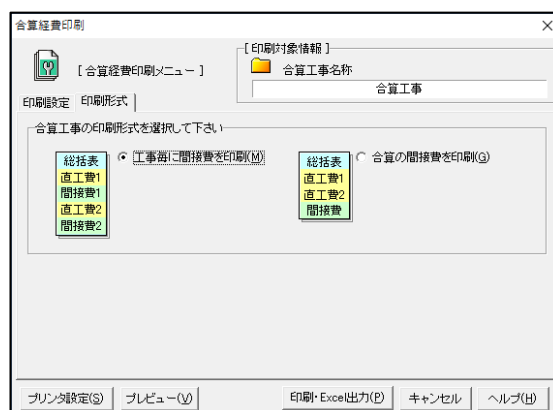 合算経費印刷
[ 合算経費印刷メニュー ]
[ 印刷対象情報 ]
合算工事名称
合算工事
印刷設定 印刷形式
合算工事の印刷形式を選択して下さい
総括表
直工費1
間接費1
直工費2
間接費2
工事毎に間接費を印刷(M)
総括表
直工費1
直工費2
間接費
合算の間接費を印刷(G)
プリンタ設定(S) プレビュー(V) 印刷・Excel出力(P) キャンセル ヘルプ(H)